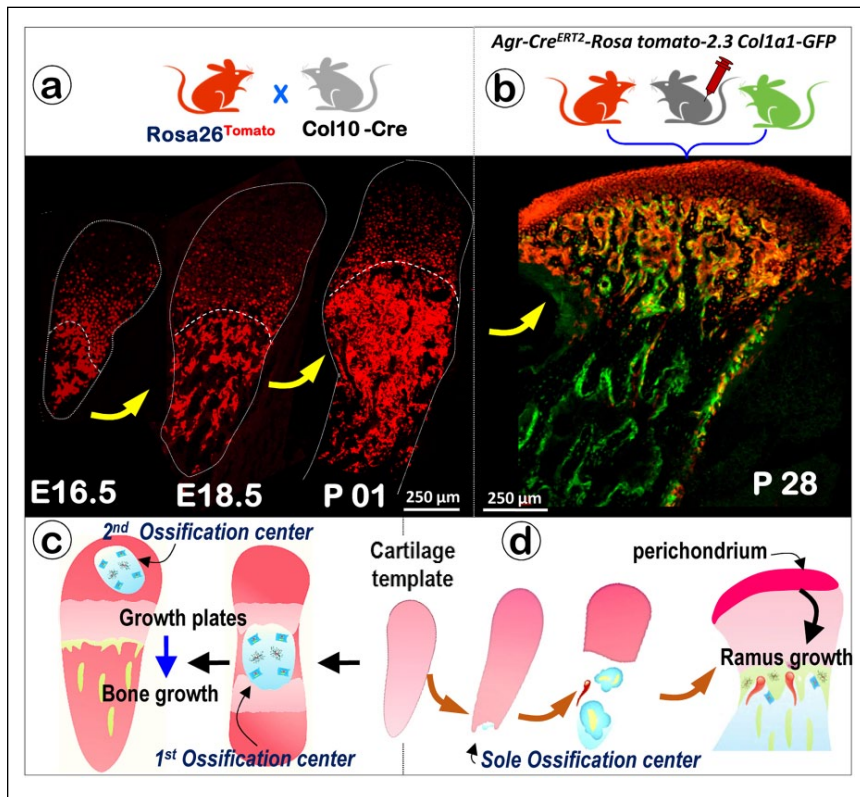 a
Rosa26Tomato x Col10 -Cre
Agr-CreERT2-Rosa tomato-2.3 Col1a1-GFP
b
E16.5
E18.5
P 01
250 µm
250 µm
P 28
c
2nd Ossification center
Growth plates
Bone growth
1st Ossification center
Cartilage
template
d
perichondrium
Ramus growth
Sole Ossification center